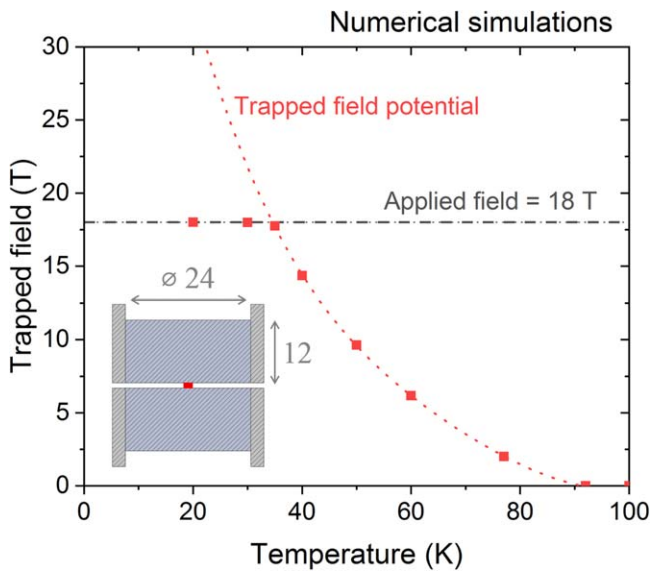 Numerical simulations
30
Trapped field potential
25
20
Applied field = 18 T
15
⌀ 24
10
12
5
0
0 20 40 60 80 100
Trapped field (T)
Temperature (K)